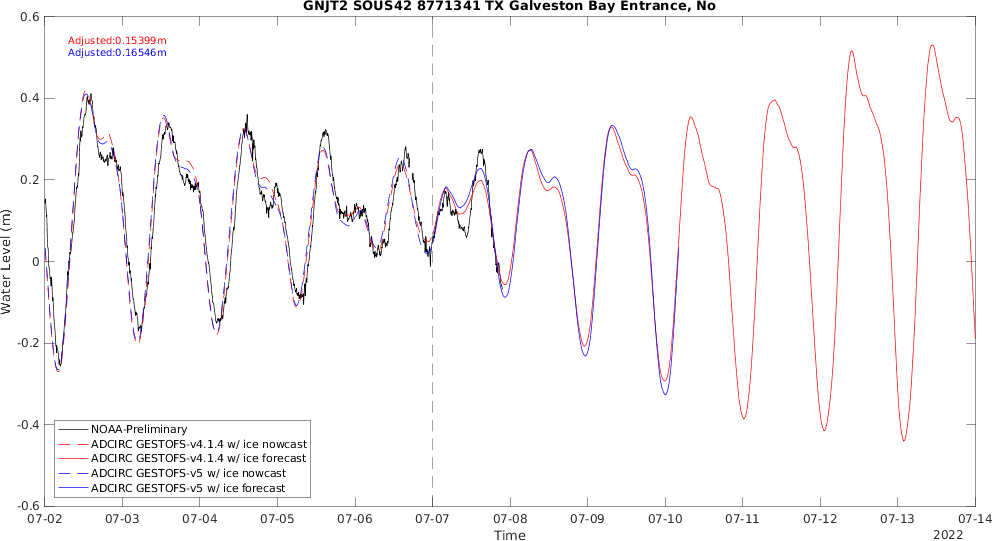 GNJT2 SOUS42 8771341 TX Galveston Bay Entrance, No
Adjusted:0.15399m
Adjusted:0.16546m
Water Level (m)
0.6
0.4
0.2
0
-0.2
-0.4
-0.6
NOAA-Preliminary
ADCIRC GESTOFS-v4.1.4 w/ ice nowcast
ADCIRC GESTOFS-v4.1.4 w/ ice forecast
ADCIRC GESTOFS-v5 w/ ice nowcast
ADCIRC GESTOFS-v5 w/ ice forecast
07-02 07-03 07-04 07-05 07-06 07-07 07-08 07-09 07-10 07-11 07-12 07-13 07-14
Time
2022